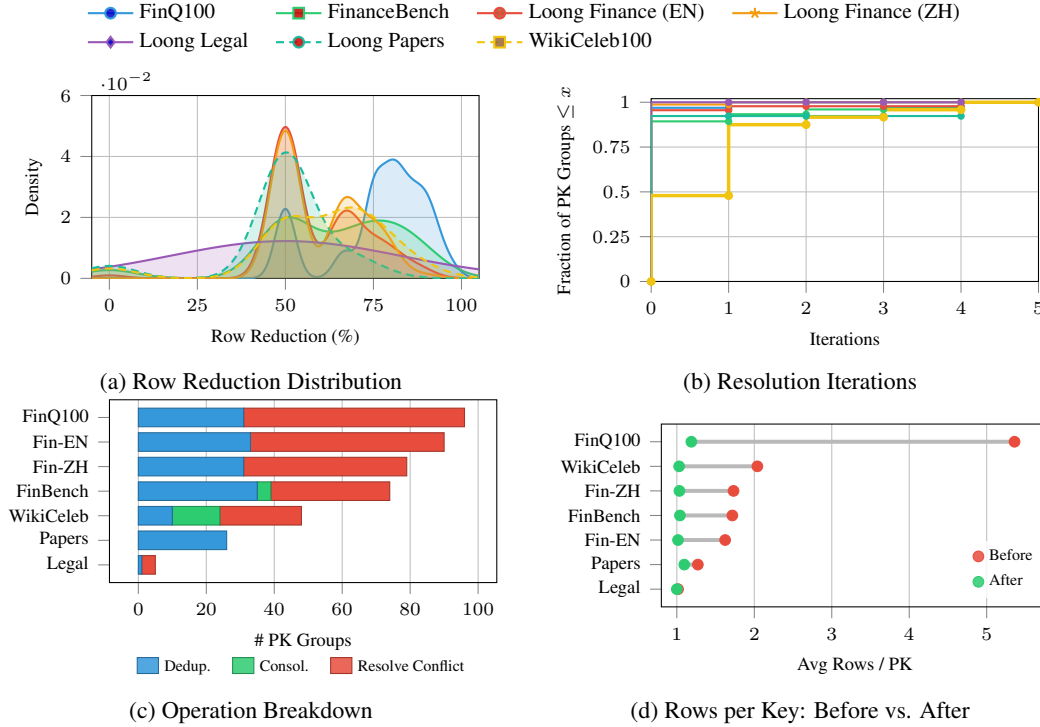 FinQ100 FinanceBench Loong Finance (EN) Loong Finance (ZH)
Loong Legal Loong Papers WikiCeleb100
·10−2
6
4
2
0
Density
0 25 50 75 100
Row Reduction (%)
(a) Row Reduction Distribution
1
0.75
0.5
0.25
0
Fraction of PK Groups ≤ x
0 1 2 3 4 5
Iterations
(b) Resolution Iterations
FinQ100
Fin-EN
Fin-ZH
FinBench
WikiCeleb
Papers
Legal
0 20 40 60 80 100
# PK Groups
Dedup. Consol. Resolve Conflict
(c) Operation Breakdown
FinQ100
WikiCeleb
Fin-ZH
FinBench
Fin-EN
Papers
Legal
Before
After
1 2 3 4 5
Avg Rows / PK
(d) Rows per Key: Before vs. After